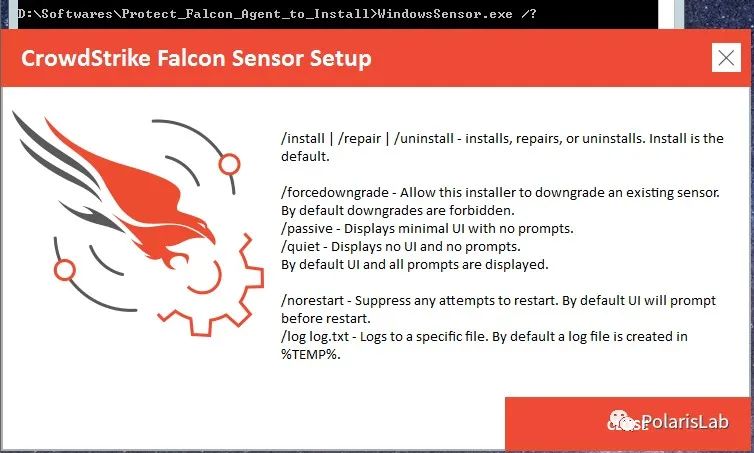 D:\Softwares\Protect_Falcon_Agent_to_Install>WindowsSensor.exe /?
CrowdStrike Falcon Sensor Setup
/install | /repair | /uninstall - installs, repairs, or uninstalls. Install is the
default.
/forcedowngrade - Allow this installer to downgrade an existing sensor.
By default downgrades are forbidden.
/passive - Displays minimal UI with no prompts.
/quiet - Displays no UI and no prompts.
By default UI and all prompts are displayed.
/norestart - Suppress any attempts to restart. By default UI will prompt
before restart.
/log log.txt - Logs to a specific file. By default a log file is created in
%TEMP%.
PolarisLab